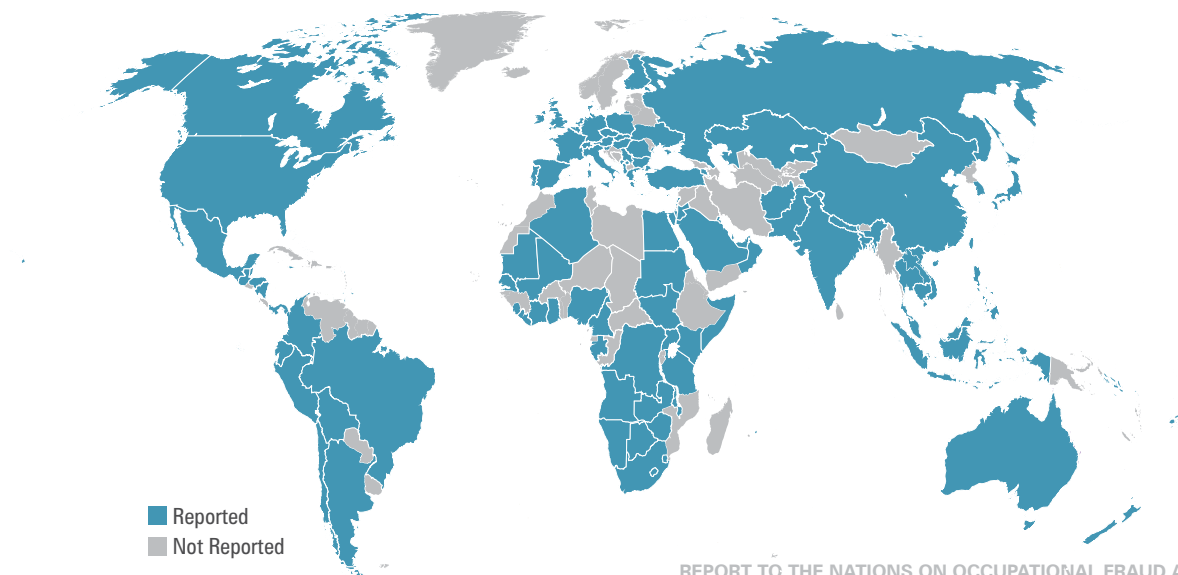 Reported
Not Reported
REPORT TO THE NATIONS ON OCCUPATIONAL FRAUD A